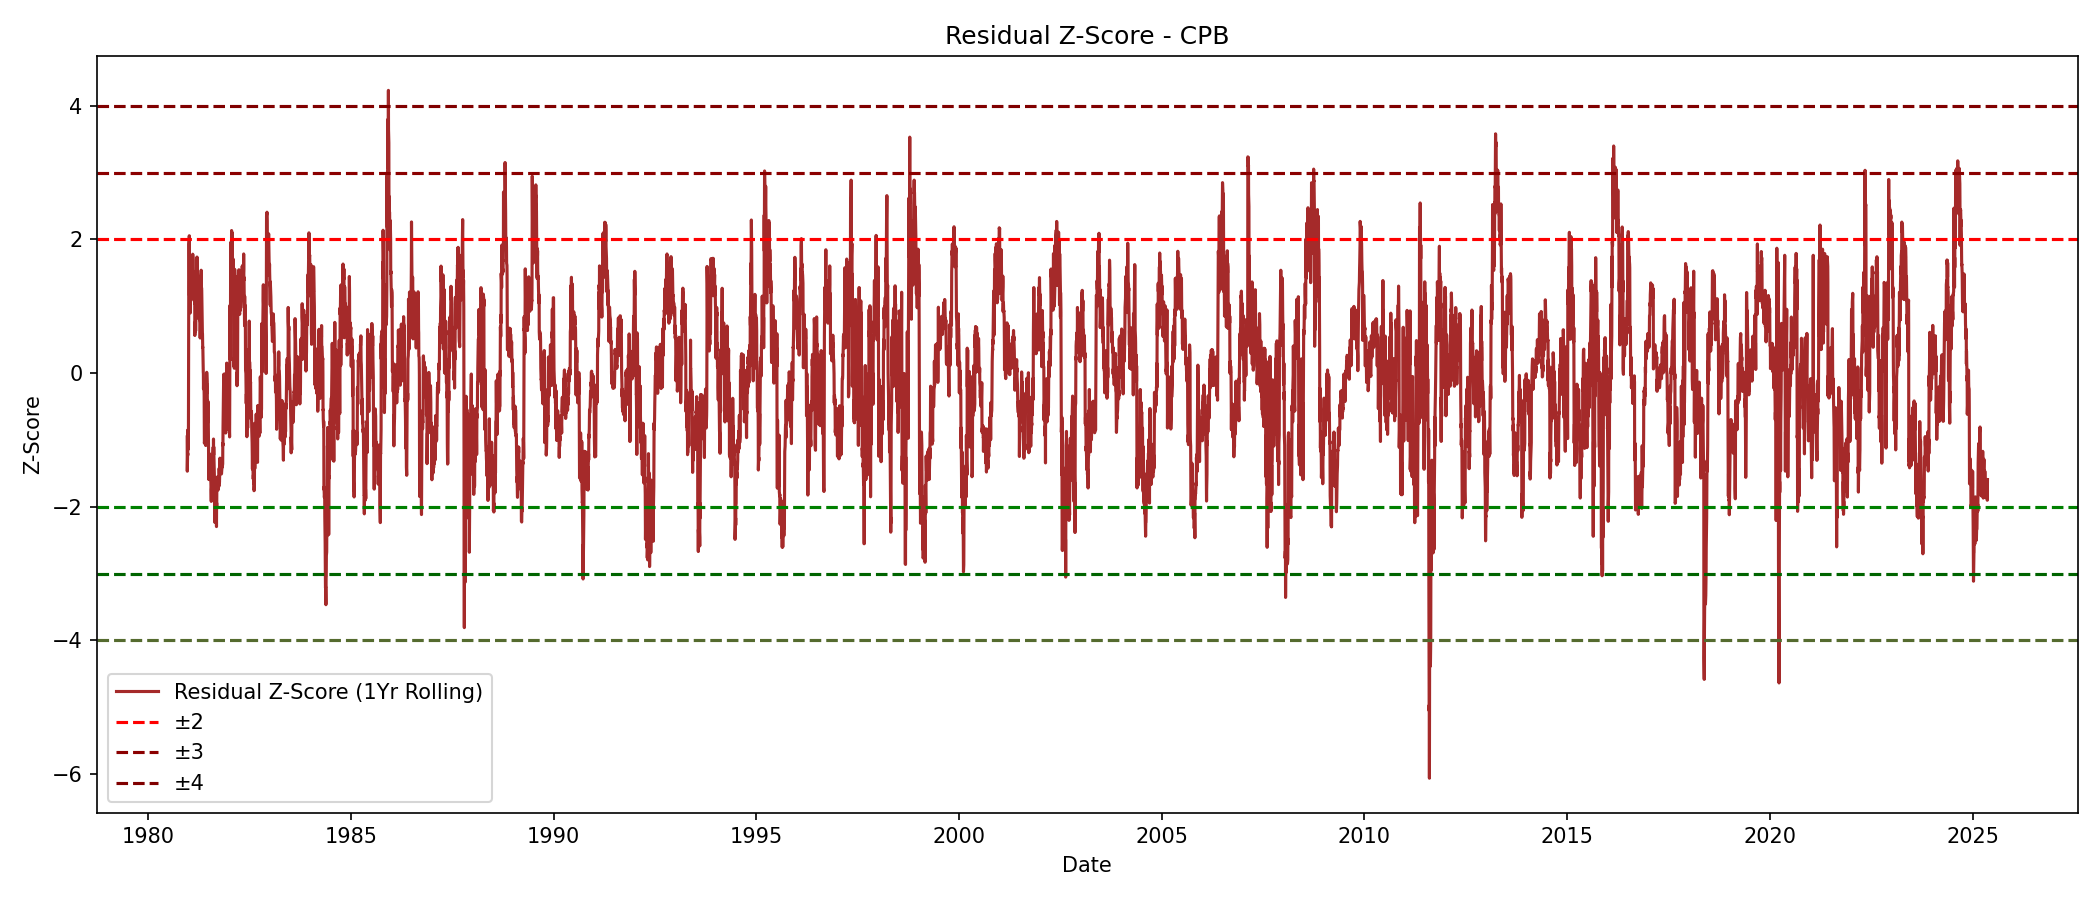 Residual Z-Score - CPB
Z-Score
4
2
0
−2
−4
−6
Residual Z-Score (1Yr Rolling)
±2
±3
±4
1980 1985 1990 1995 2000 2005 2010 2015 2020 2025
Date